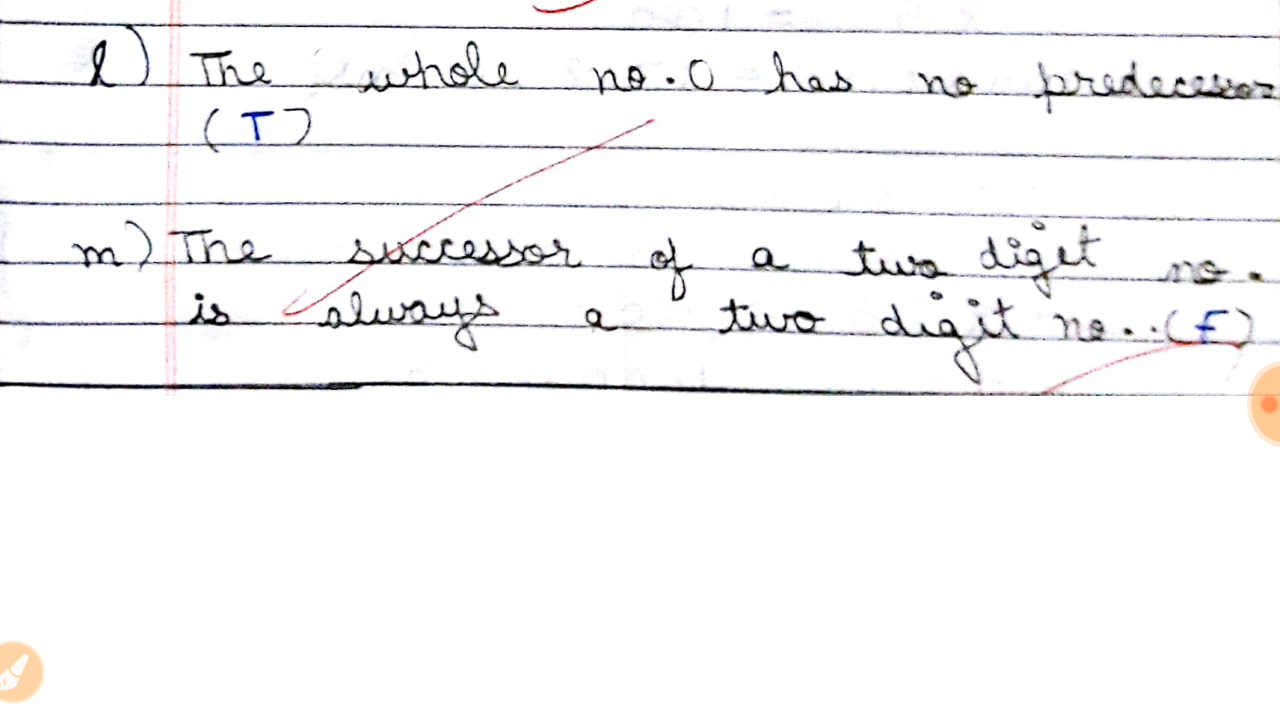 l) The whole no. 0 has no predecessor
(T)
m) The successor of a two digit no.
is always a two digit no..(F)